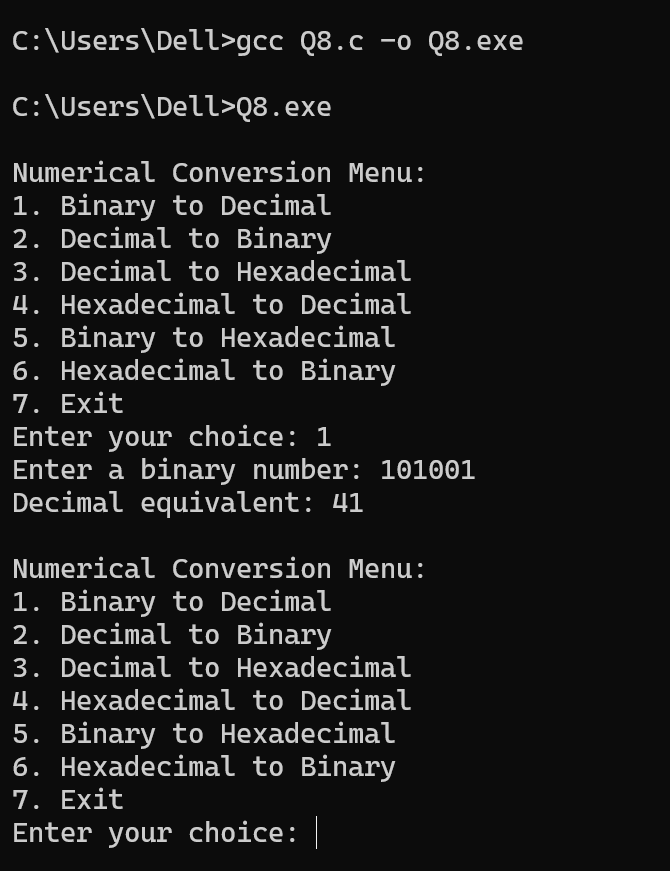 C:\Users\Dell>gcc Q8.c -o Q8.exe
C:\Users\Dell>Q8.exe
Numerical Conversion Menu:
1. Binary to Decimal
2. Decimal to Binary
3. Decimal to Hexadecimal
4. Hexadecimal to Decimal
5. Binary to Hexadecimal
6. Hexadecimal to Binary
7. Exit
Enter your choice: 1
Enter a binary number: 101001
Decimal equivalent: 41
Numerical Conversion Menu:
1. Binary to Decimal
2. Decimal to Binary
3. Decimal to Hexadecimal
4. Hexadecimal to Decimal
5. Binary to Hexadecimal
6. Hexadecimal to Binary
7. Exit
Enter your choice: